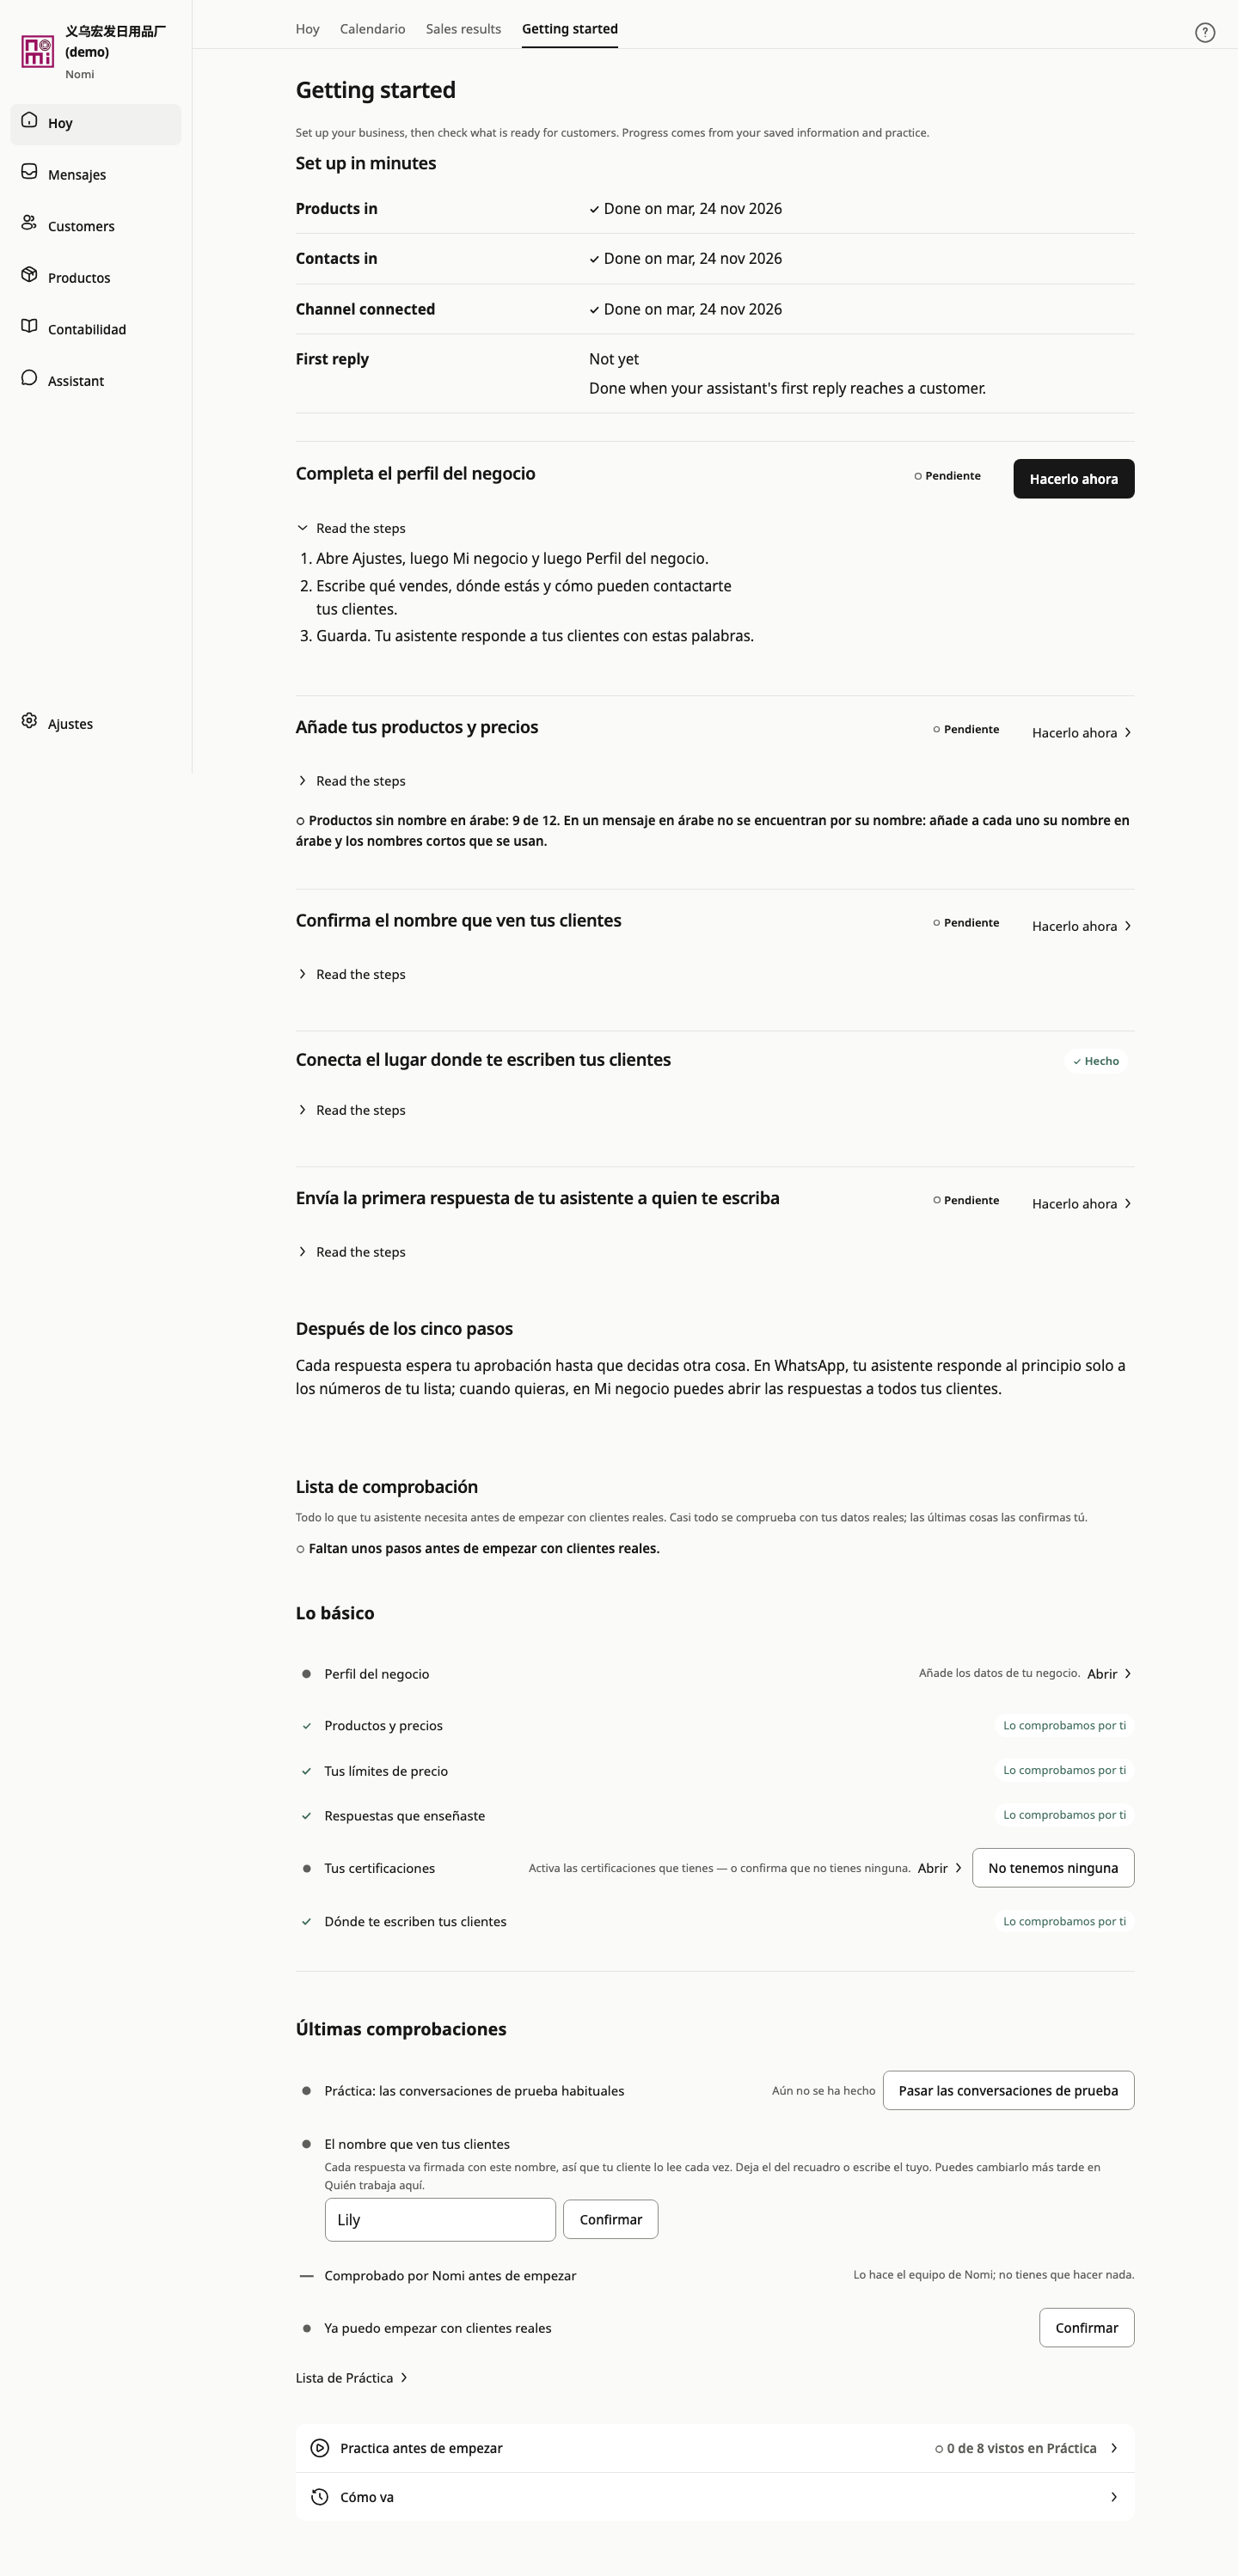 义乌宏发日用品厂
(demo)
Nomi
Hoy
Mensajes
Customers
Productos
Contabilidad
Assistant
Ajustes
Hoy
Calendario
Sales results
Getting started
Getting started
Set up your business, then check what is ready for customers. Progress comes from your saved information and practice.
Set up in minutes
Products in
Done on mar, 24 nov 2026
Contacts in
Done on mar, 24 nov 2026
Channel connected
Done on mar, 24 nov 2026
First reply
Not yet
Done when your assistant's first reply reaches a customer.
Completa el perfil del negocio
Pendiente
Hacerlo ahora
Read the steps
1. Abre Ajustes, luego Mi negocio y luego Perfil del negocio.
2. Escribe qué vendes, dónde estás y cómo pueden contactarte
tus clientes.
3. Guarda. Tu asistente responde a tus clientes con estas palabras.
Añade tus productos y precios
Pendiente
Hacerlo ahora
Read the steps
Productos sin nombre en árabe: 9 de 12. En un mensaje en árabe no se encuentran por su nombre: añade a cada uno su nombre en
árabe y los nombres cortos que se usan.
Confirma el nombre que ven tus clientes
Pendiente
Hacerlo ahora
Read the steps
Conecta el lugar donde te escriben tus clientes
Hecho
Read the steps
Envía la primera respuesta de tu asistente a quien te escriba
Pendiente
Hacerlo ahora
Read the steps
Después de los cinco pasos
Cada respuesta espera tu aprobación hasta que decidas otra cosa. En WhatsApp, tu asistente responde al principio solo a
los números de tu lista; cuando quieras, en Mi negocio puedes abrir las respuestas a todos tus clientes.
Lista de comprobación
Todo lo que tu asistente necesita antes de empezar con clientes reales. Casi todo se comprueba con tus datos reales; las últimas cosas las confirmas tú.
Faltan unos pasos antes de empezar con clientes reales.
Lo básico
Perfil del negocio
Añade los datos de tu negocio.
Abrir
Productos y precios
Lo comprobamos por ti
Tus límites de precio
Lo comprobamos por ti
Respuestas que enseñaste
Lo comprobamos por ti
Tus certificaciones
Activa las certificaciones que tienes — o confirma que no tienes ninguna.
Abrir
No tenemos ninguna
Dónde te escriben tus clientes
Lo comprobamos por ti
Últimas comprobaciones
Práctica: las conversaciones de prueba habituales
Aún no se ha hecho
Pasar las conversaciones de prueba
El nombre que ven tus clientes
Cada respuesta va firmada con este nombre, así que tu cliente lo lee cada vez. Deja el del recuadro o escribe el tuyo. Puedes cambiarlo más tarde en
Quién trabaja aquí.
Lily
Confirmar
Comprobado por Nomi antes de empezar
Lo hace el equipo de Nomi; no tienes que hacer nada.
Ya puedo empezar con clientes reales
Confirmar
Lista de Práctica
Practica antes de empezar
0 de 8 vistos en Práctica
Cómo va